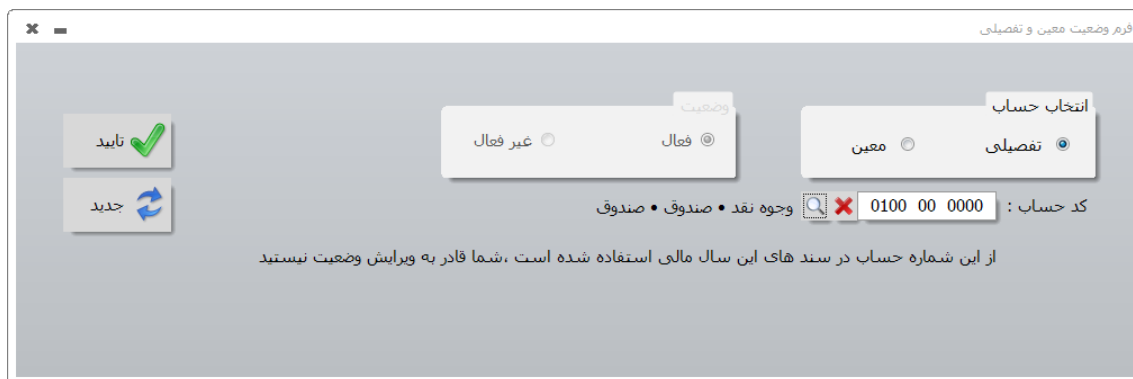 فرم وضعیت معین و تفصیلی
انتخاب حساب
تفصیلی معین
وضعیت
فعال غیر فعال
تایید
جدید
کد حساب : 0100 00 0000 وجوه نقد • صندوق • صندوق
از این شماره حساب در سند های این سال مالی استفاده شده است ،شما قادر به ویرایش وضعیت نیستید